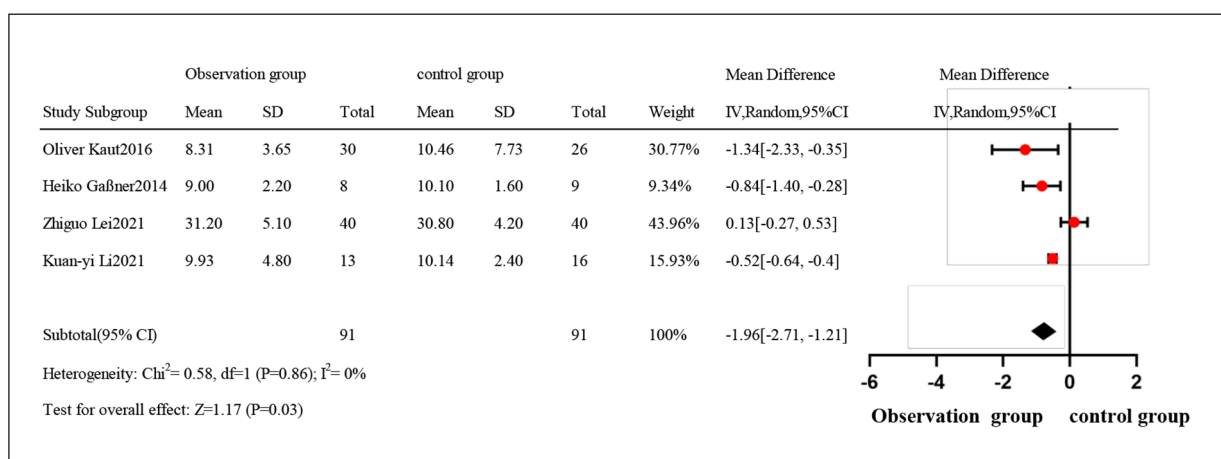 Observation group control group Mean Difference Mean Difference
Study Subgroup Mean SD Total Mean SD Total Weight IV,Random,95%CI IV,Random,95%CI
Oliver Kaut2016 8.31 3.65 30 10.46 7.73 26 30.77% -1.34[-2.33, -0.35]
Heiko Gaßner2014 9.00 2.20 8 10.10 1.60 9 9.34% -0.84[-1.40, -0.28]
Zhiguo Lei2021 31.20 5.10 40 30.80 4.20 40 43.96% 0.13[-0.27, 0.53]
Kuan-yi Li2021 9.93 4.80 13 10.14 2.40 16 15.93% -0.52[-0.64, -0.4]
Subtotal(95% CI) 91 91 100% -1.96[-2.71, -1.21]
Heterogeneity: Chi²= 0.58, df=1 (P=0.86); I²= 0%
Test for overall effect: Z=1.17 (P=0.03)
-6 -4 -2 0 2
Observation group control group